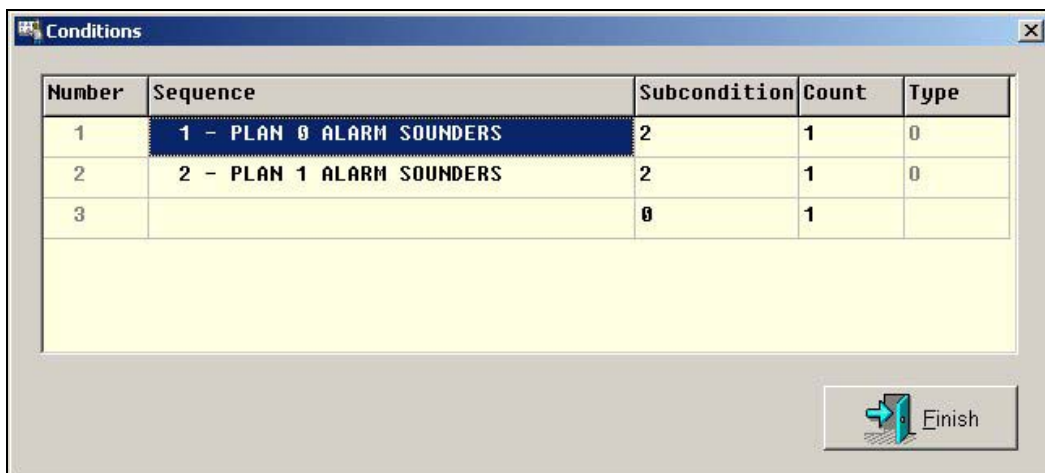 Conditions
Number Sequence Subcondition Count Type
1 1 - PLAN 0 ALARM SOUNDERS 2 1 0
2 2 - PLAN 1 ALARM SOUNDERS 2 1 0
3 0 1
Finish